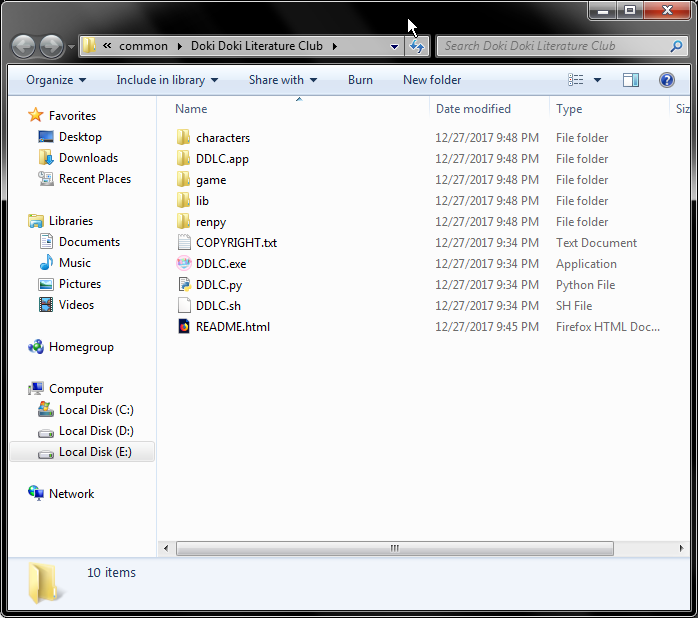 « common ▸ Doki Doki Literature Club ▸ Search Doki Doki Literature Club
Organize Include in library Share with Burn New folder
Name Date modified Type Siz
Favorites
Desktop
Downloads
Recent Places
Libraries
Documents
Music
Pictures
Videos
Homegroup
Computer
Local Disk (C:)
Local Disk (D:)
Local Disk (E:)
Network
characters 12/27/2017 9:48 PM File folder
DDLC.app 12/27/2017 9:48 PM File folder
game 12/27/2017 9:48 PM File folder
lib 12/27/2017 9:48 PM File folder
renpy 12/27/2017 9:48 PM File folder
COPYRIGHT.txt 12/27/2017 9:34 PM Text Document
DDLC.exe 12/27/2017 9:34 PM Application
DDLC.py 12/27/2017 9:34 PM Python File
DDLC.sh 12/27/2017 9:34 PM SH File
README.html 12/27/2017 9:45 PM Firefox HTML Doc...
10 items